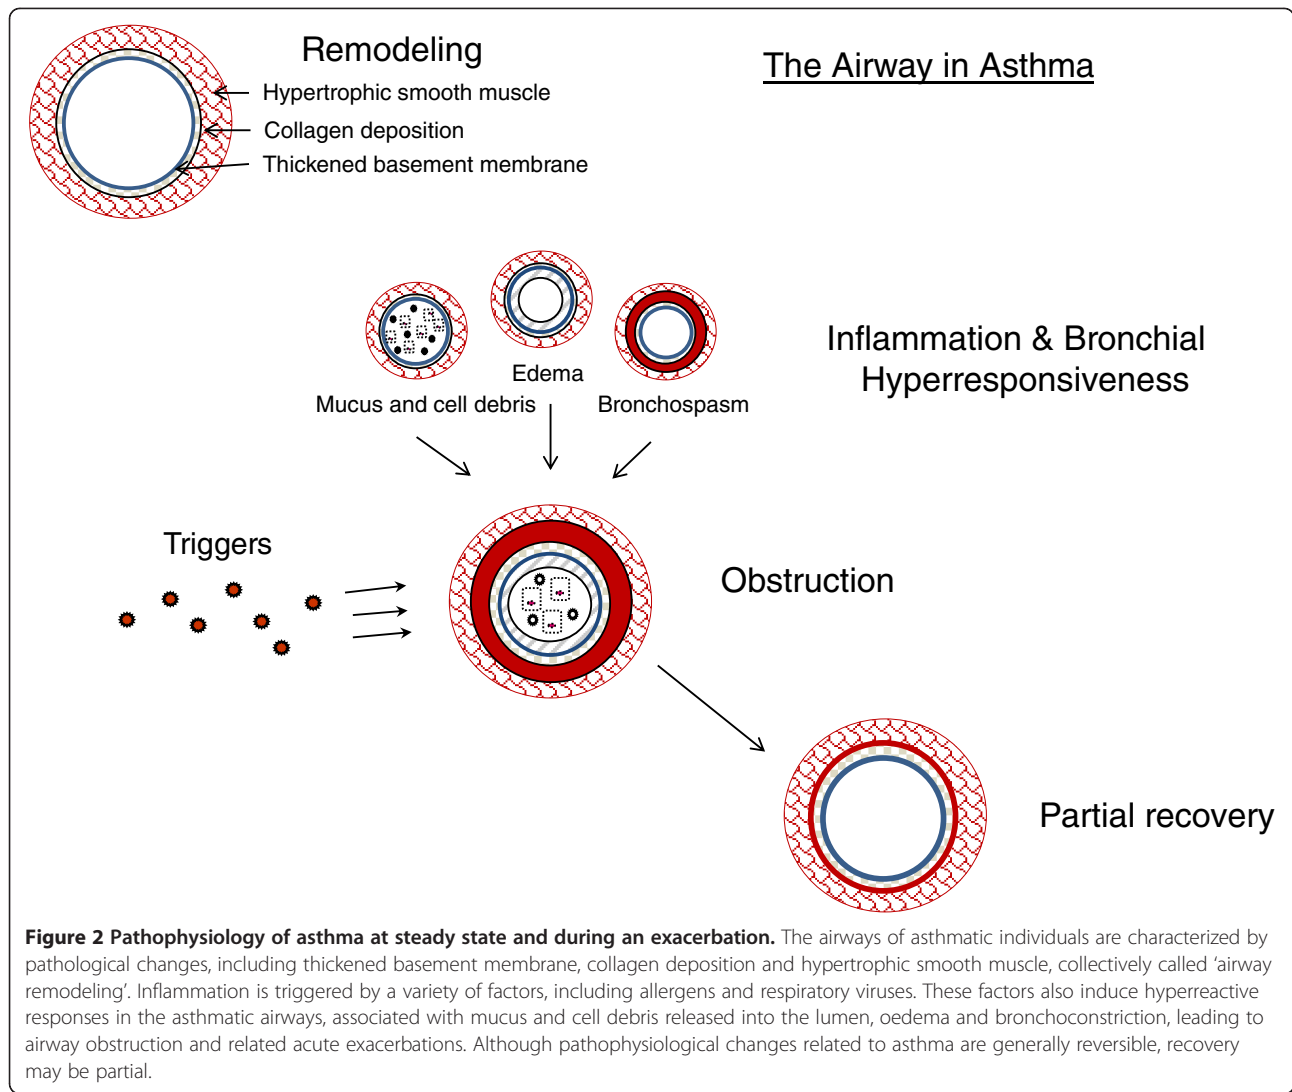 Remodeling
The Airway in Asthma
Hypertrophic smooth muscle
Collagen deposition
Thickened basement membrane
Edema
Mucus and cell debris
Bronchospasm
Inflammation & Bronchial
Hyperresponsiveness
Triggers
Obstruction
Partial recovery
Figure 2 Pathophysiology of asthma at steady state and during an exacerbation. The airways of asthmatic individuals are characterized by
pathological changes, including thickened basement membrane, collagen deposition and hypertrophic smooth muscle, collectively called ‘airway
remodeling’. Inflammation is triggered by a variety of factors, including allergens and respiratory viruses. These factors also induce hyperreactive
responses in the asthmatic airways, associated with mucus and cell debris released into the lumen, oedema and bronchoconstriction, leading to
airway obstruction and related acute exacerbations. Although pathophysiological changes related to asthma are generally reversible, recovery
may be partial.